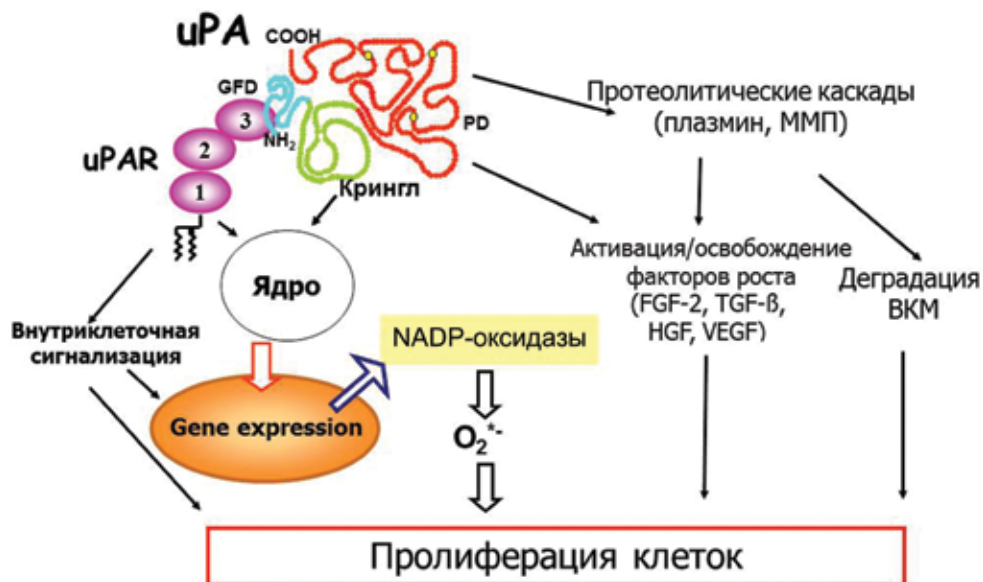 uPA
COOH
GFD
3
NH2
PD
2
uPAR
1
Крингл
Протеолитические каскады
(плазмин, ММП)
Ядро
Активация/освобождение
факторов роста
(FGF-2, TGF-ß,
HGF, VEGF)
Деградация
ВКМ
Внутриклеточная
сигнализация
NADP-оксидазы
Gene expression
O2*-
Пролиферация клеток